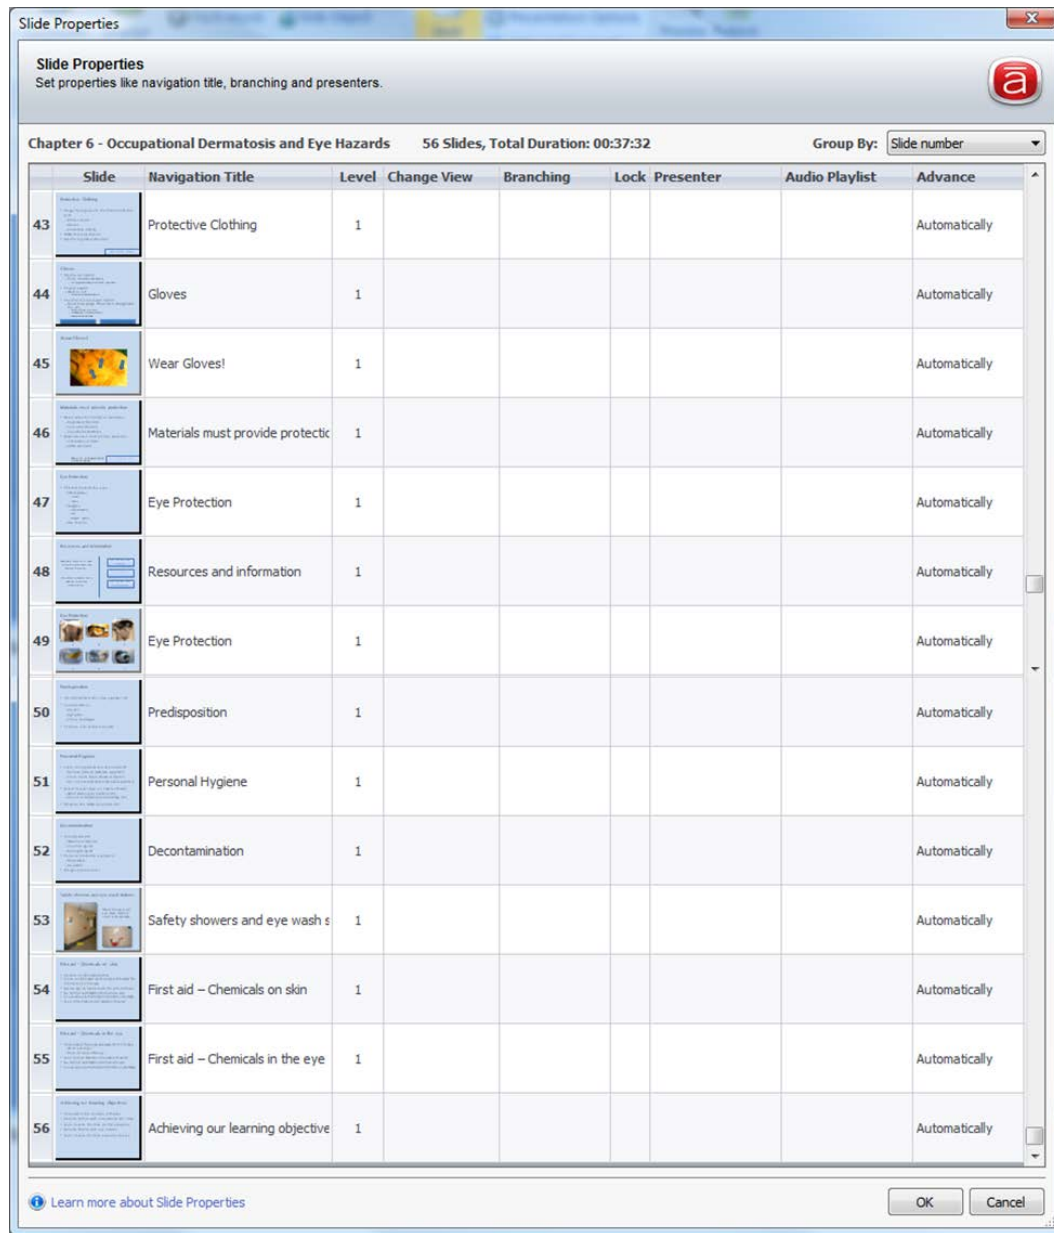 Slide Properties
Slide Properties
Set properties like navigation title, branching and presenters.
Chapter 6 - Occupational Dermatosis and Eye Hazards 56 Slides, Total Duration: 00:37:32 Group By: Slide number
Slide Navigation Title Level Change View Branching Lock Presenter Audio Playlist Advance
43 Protective Clothing 1 Automatically
44 Gloves 1 Automatically
45 Wear Gloves! 1 Automatically
46 Materials must provide protectic 1 Automatically
47 Eye Protection 1 Automatically
48 Resources and information 1 Automatically
49 Eye Protection 1 Automatically
50 Predisposition 1 Automatically
51 Personal Hygiene 1 Automatically
52 Decontamination 1 Automatically
53 Safety showers and eye wash s 1 Automatically
54 First aid – Chemicals on skin 1 Automatically
55 First aid – Chemicals in the eye 1 Automatically
56 Achieving our learning objective 1 Automatically
Learn more about Slide Properties OK Cancel